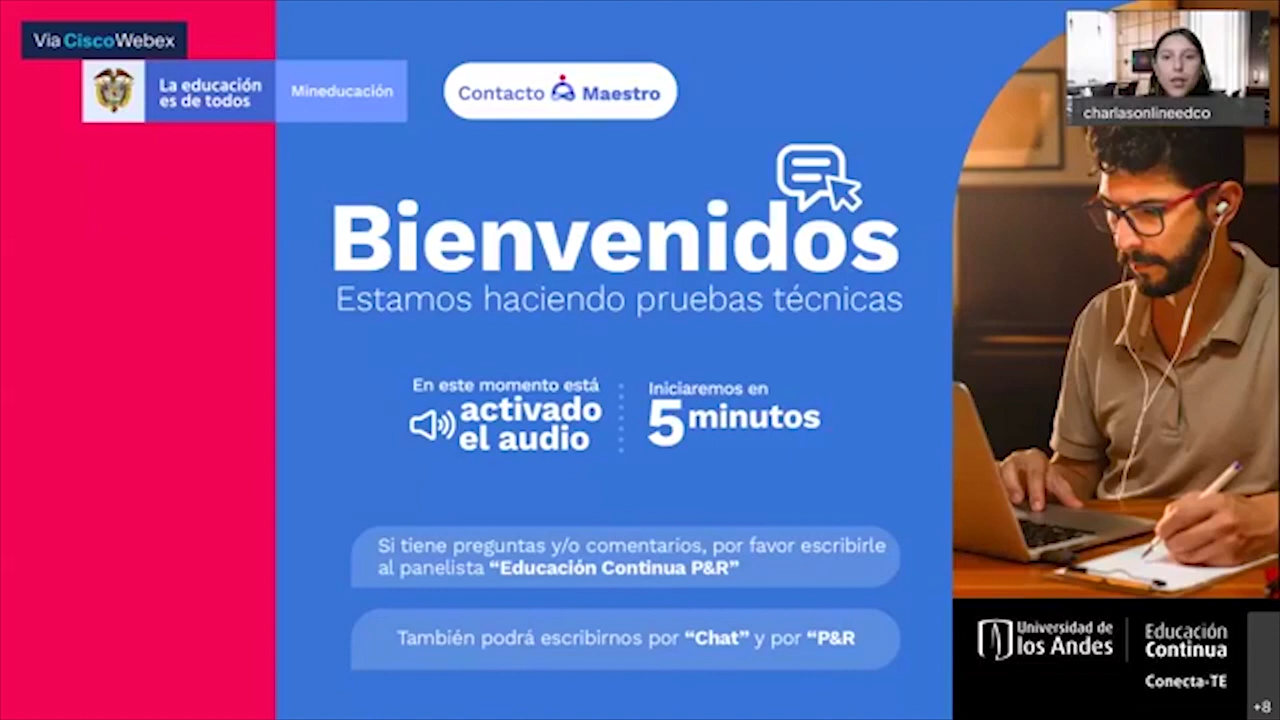 Vía CiscoWebex
La educación
es de todos
Mineducación
Contacto Maestro
charlasonlineedco
Bienvenidos
Estamos haciendo pruebas técnicas
En este momento está
activado
el audio
Iniciaremos en
5 minutos
Si tiene preguntas y/o comentarios, por favor escribirle
al panelista “Educación Continua P&R”
También podrá escribirnos por “Chat” y por “P&R
Universidad de
los Andes
Educación
Continua
Conecta-TE
+8